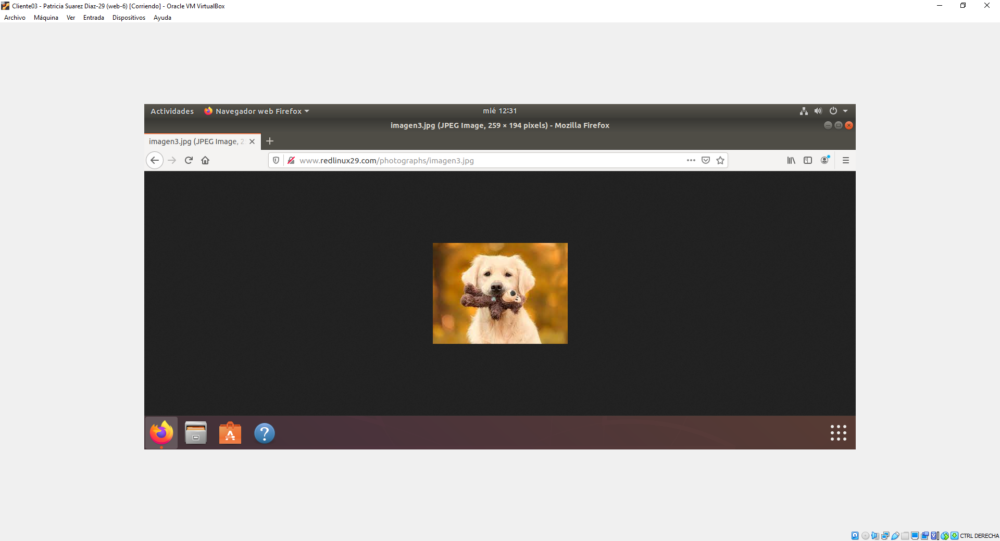 Cliente03 - Patricia Suarez Diaz-29 (web-6) [Corriendo] - Oracle VM VirtualBox
Archivo Máquina Ver Entrada Dispositivos Ayuda
Actividades Navegador web Firefox mié 12:31
imagen3.jpg (JPEG Image, 259 × 194 pixels) - Mozilla Firefox
imagen3.jpg (JPEG Image, 2
www.redlinux29.com/photographs/imagen3.jpg
CTRL DERECHA